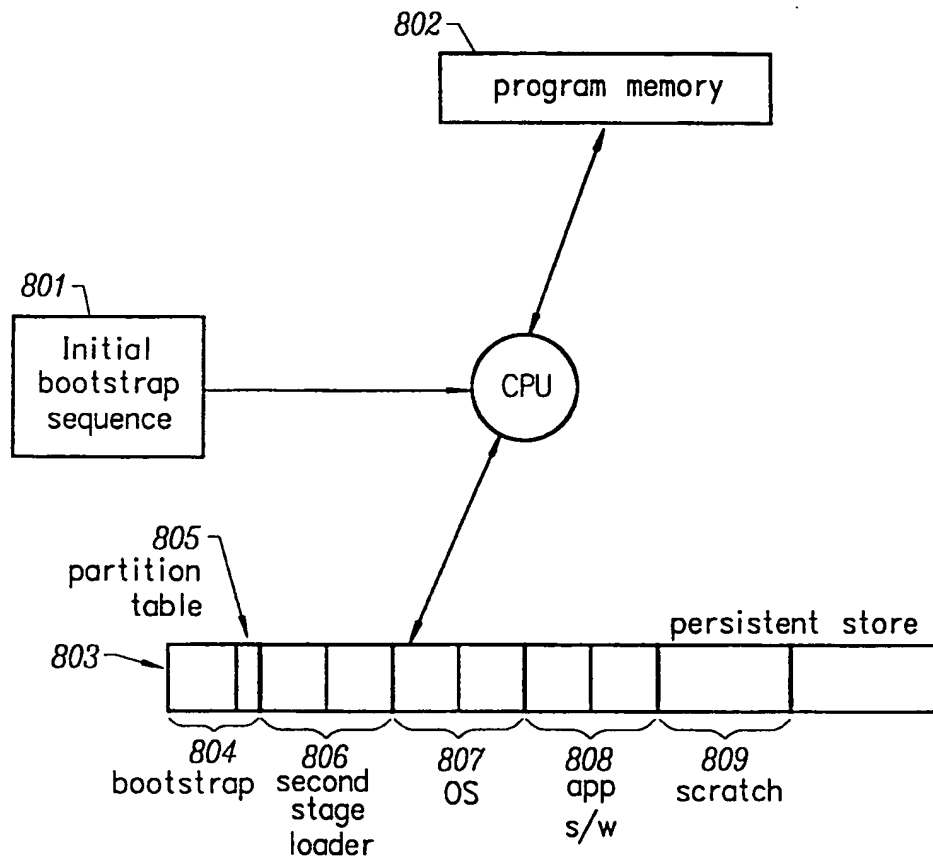 802
program memory
801
Initial
bootstrap
sequence
CPU
805
partition
table
persistent store
803
804
bootstrap
806
second
stage
loader
807
OS
808
app
s/w
809
scratch